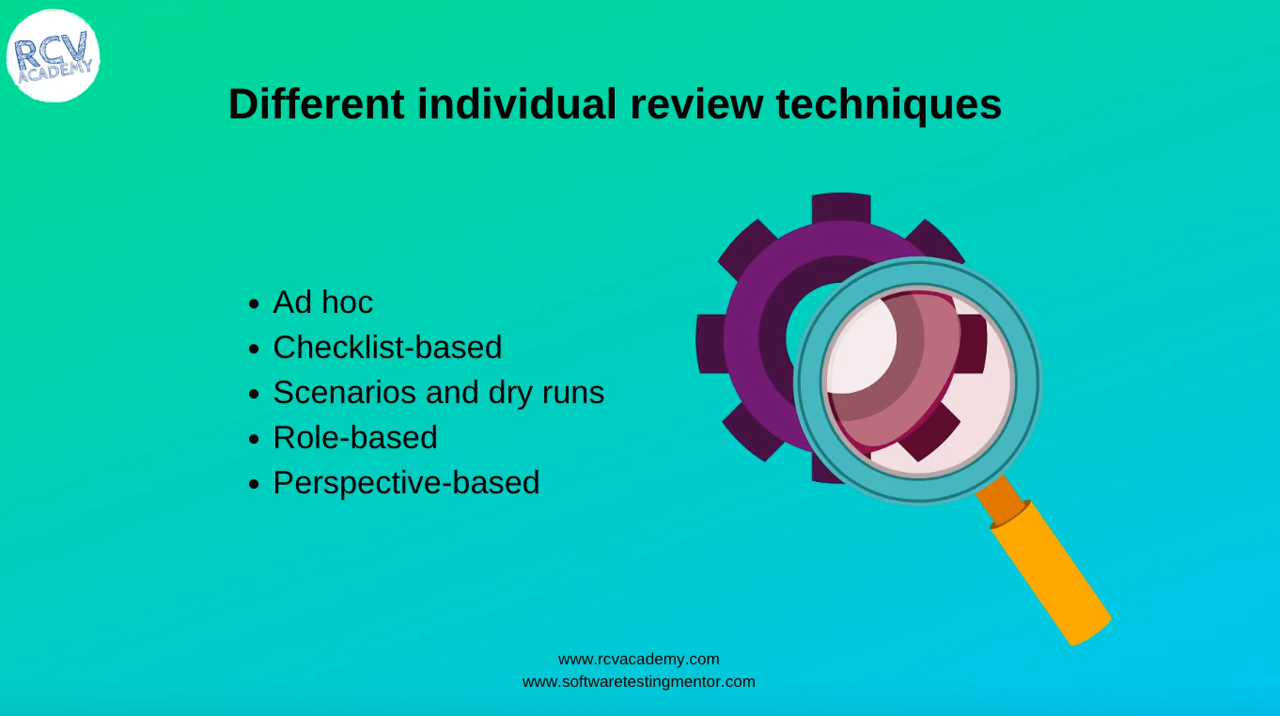 RCV
ACADEMY
Different individual review techniques
• Ad hoc
• Checklist-based
• Scenarios and dry runs
• Role-based
• Perspective-based
www.rcvacademy.com
www.softwaretestingmentor.com